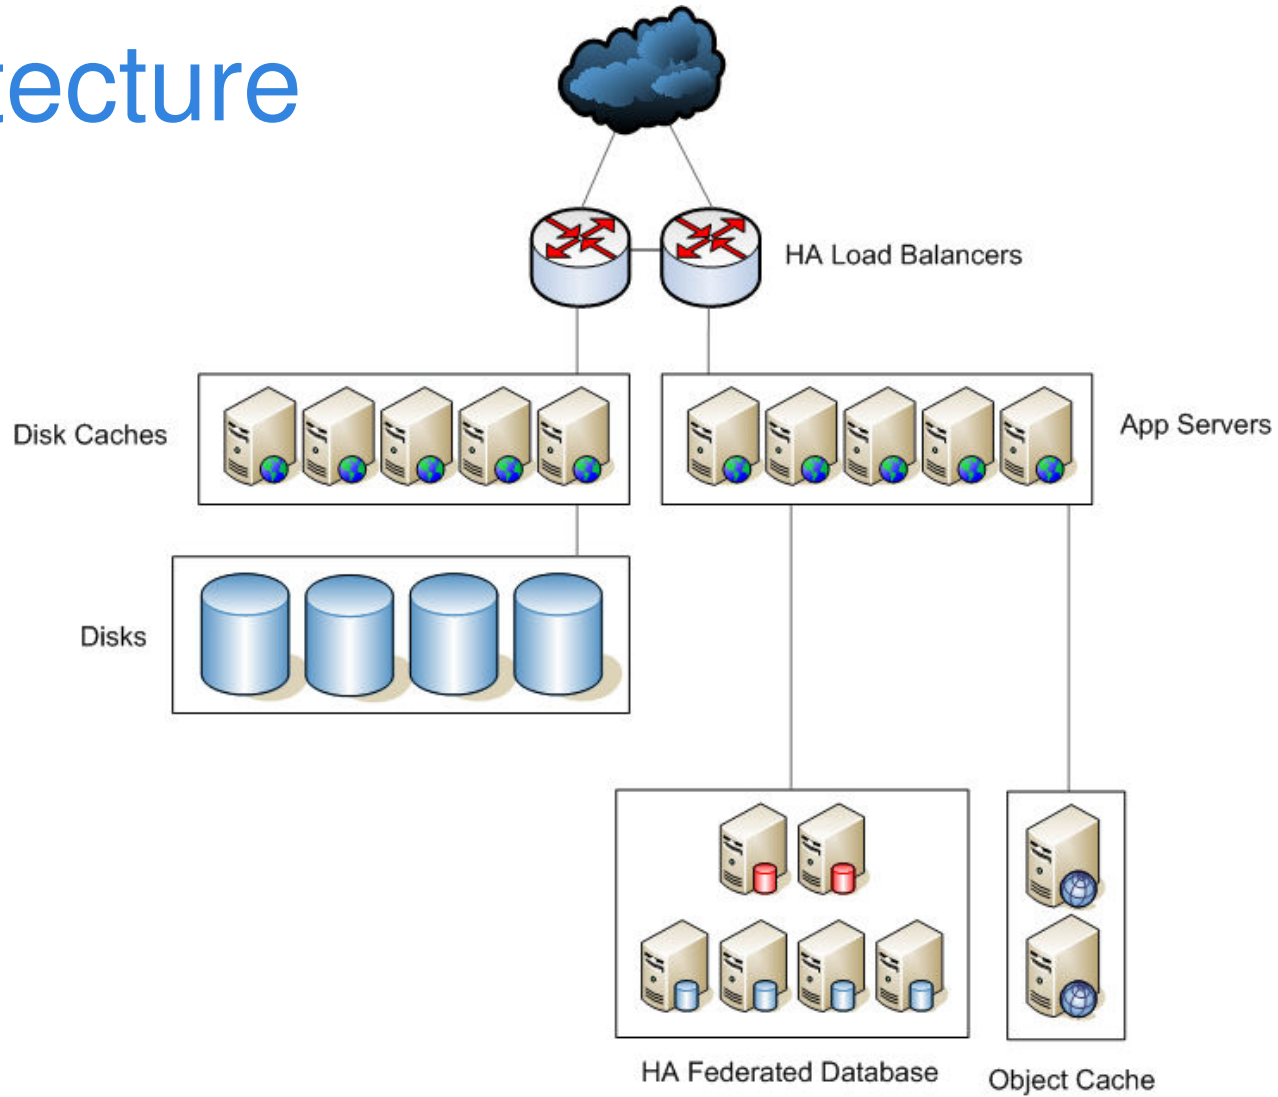 tecture
HA Load Balancers
Disk Caches
App Servers
Disks
HA Federated Database
Object Cache